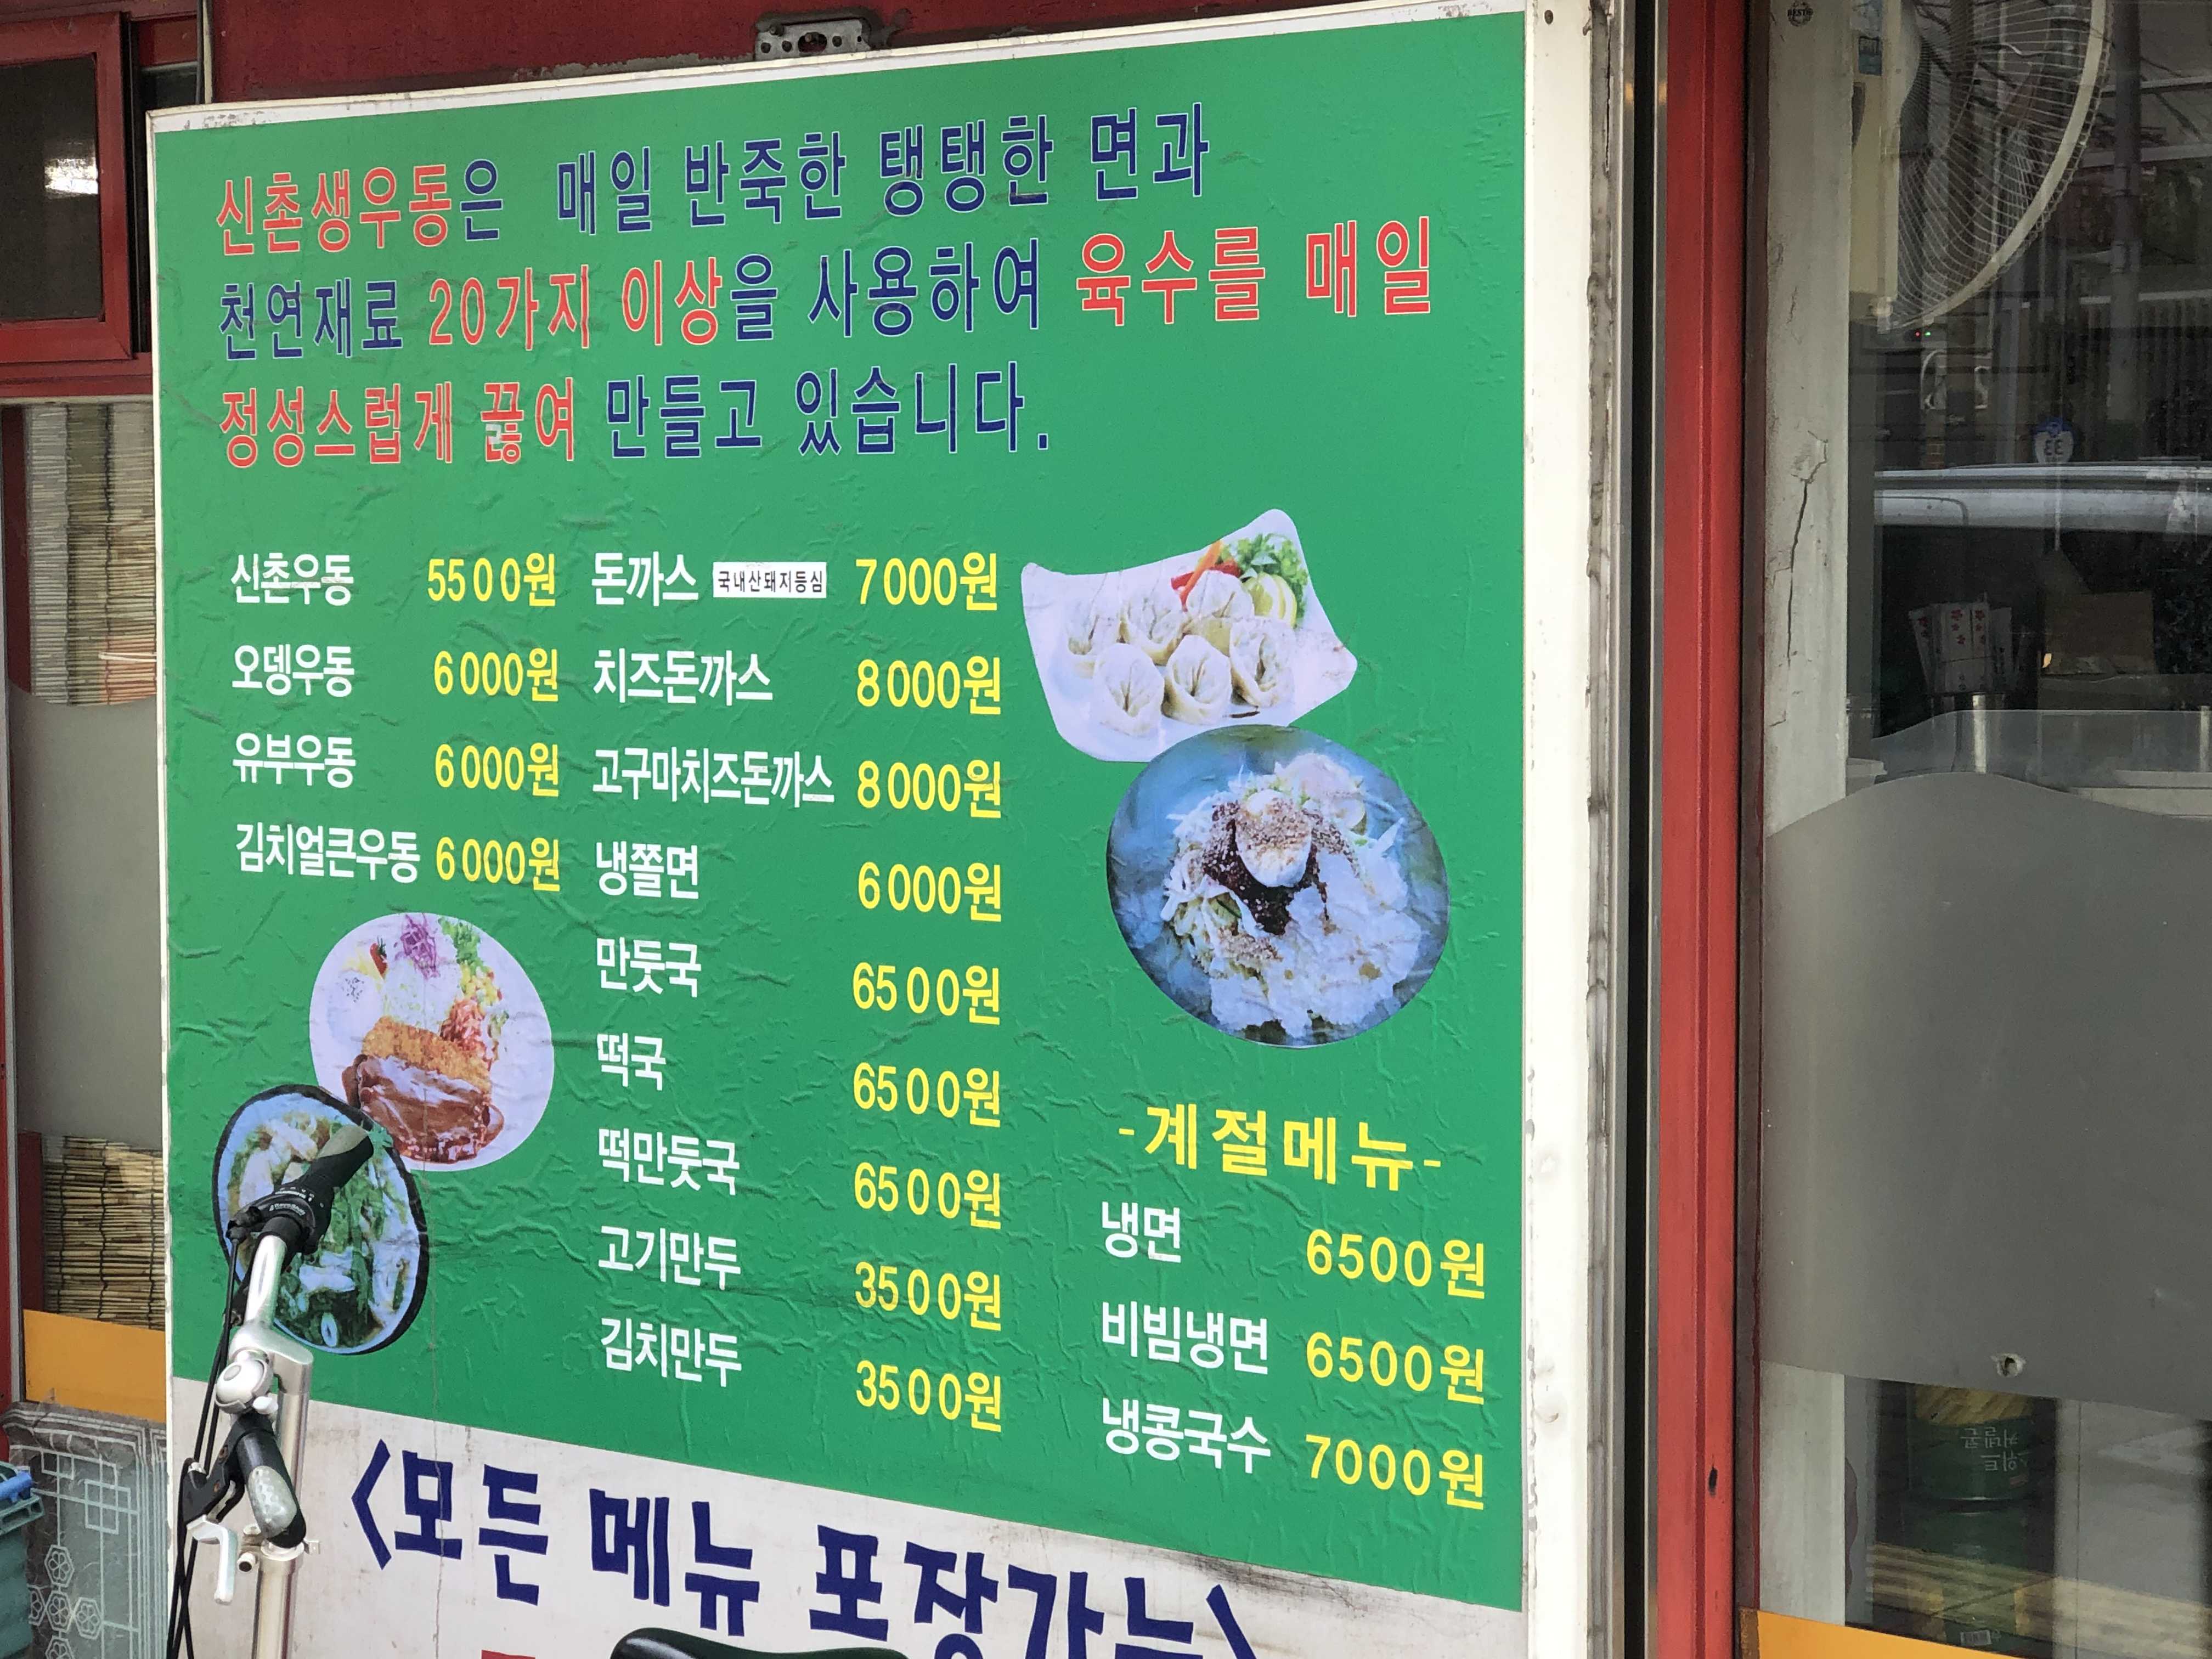 신촌생우동은 매일 반죽한 탱탱한 면과
천연재료 20가지 이상을 사용하여 육수를 매일
정성스럽게 끓여 만들고 있습니다.
신촌우동 5500원
오뎅우동 6000원
유부우동 6000원
김치얼큰우동 6000원
돈까스 국내산돼지등심 7000원
치즈돈까스 8000원
고구마치즈돈까스 8000원
냉쫄면 6000원
만둣국 6500원
떡국 6500원
떡만둣국 6500원
고기만두 3500원
김치만두 3500원
-계절메뉴-
냉면 6500원
비빔냉면 6500원
냉콩국수 7000원
<모든 메뉴 포장가능>